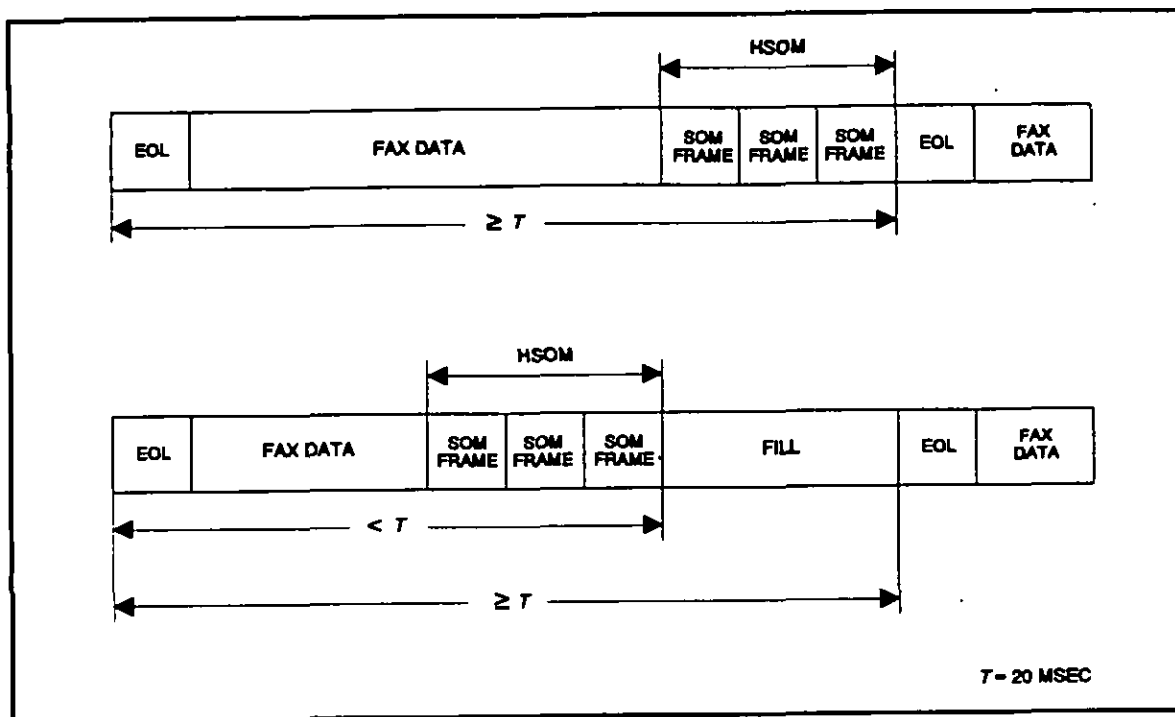 HSOM
EOL FAX DATA SOM FRAME SOM FRAME SOM FRAME EOL FAX DATA
≥ T
HSOM
EOL FAX DATA SOM FRAME SOM FRAME SOM FRAME FILL EOL FAX DATA
< T
≥ T
T = 20 MSEC